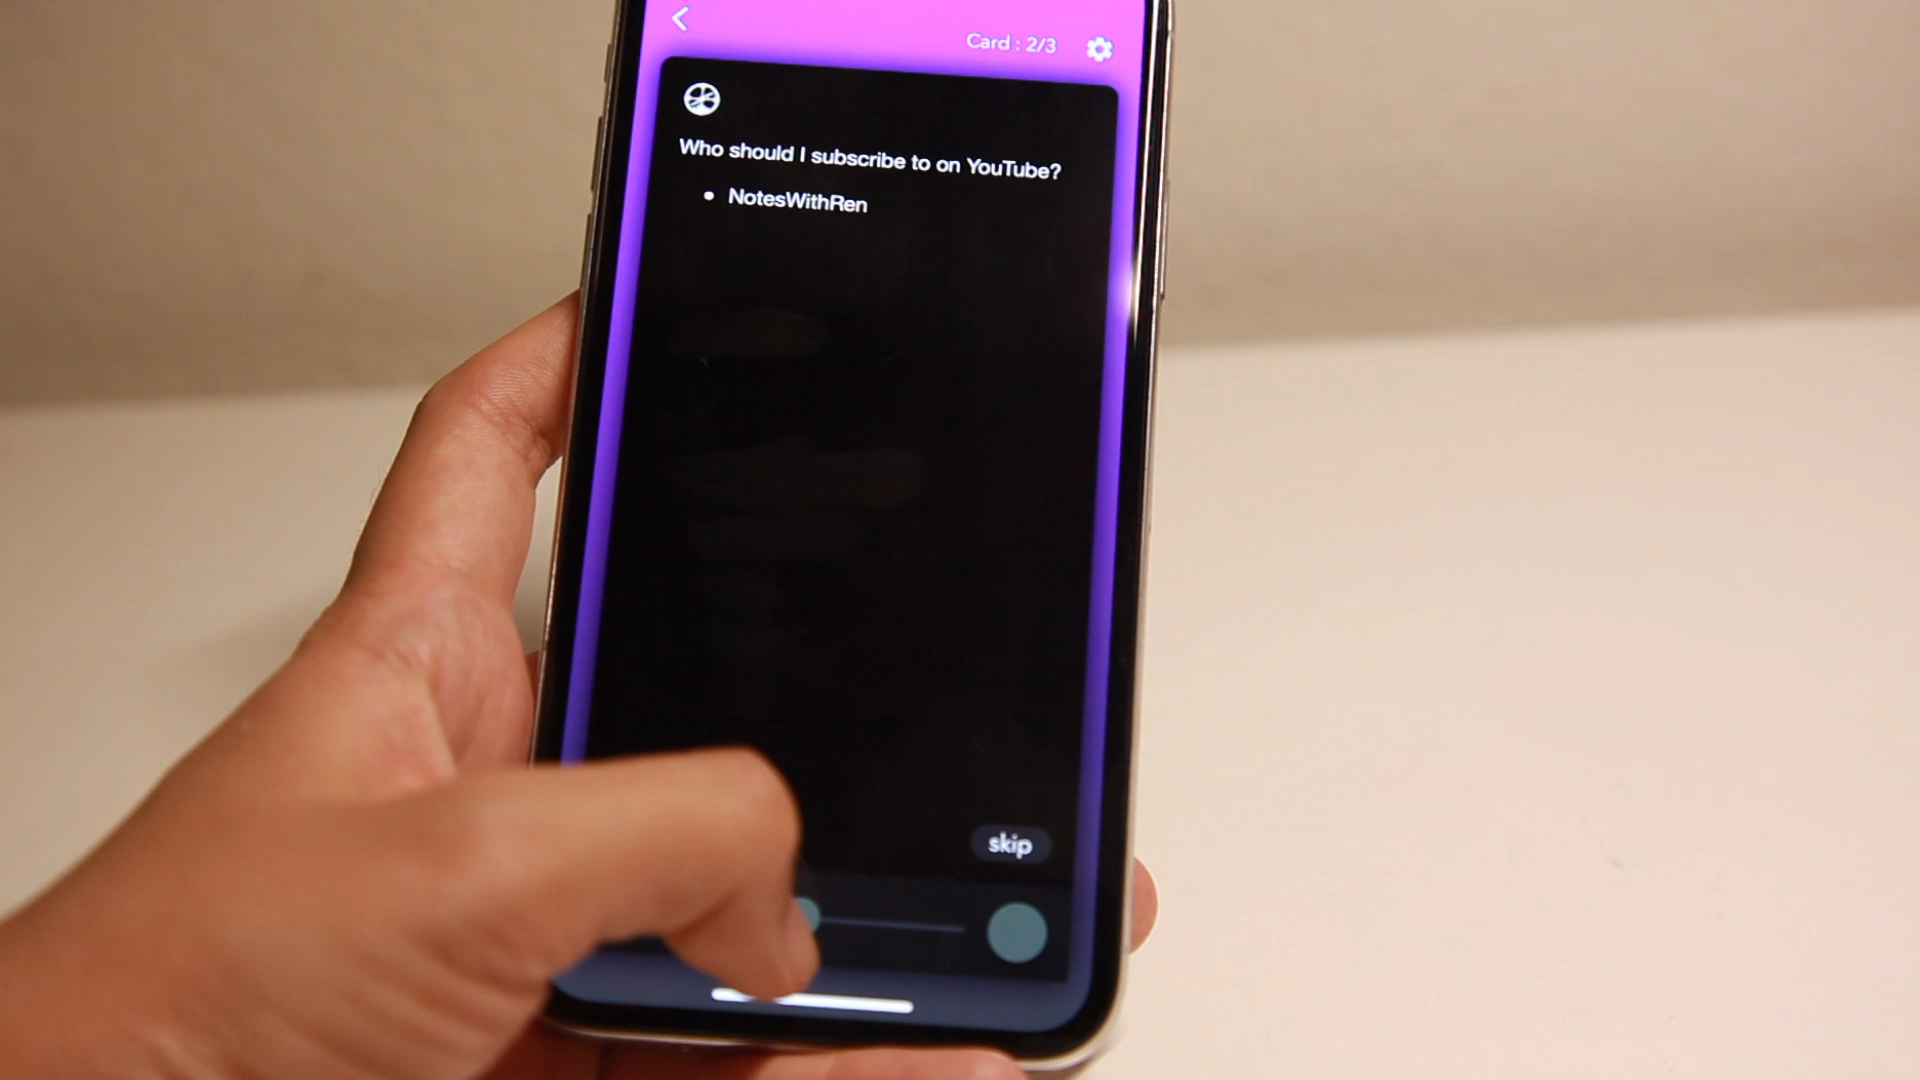 Card : 2/3
Who should I subscribe to on YouTube?
• NotesWithRen
skip